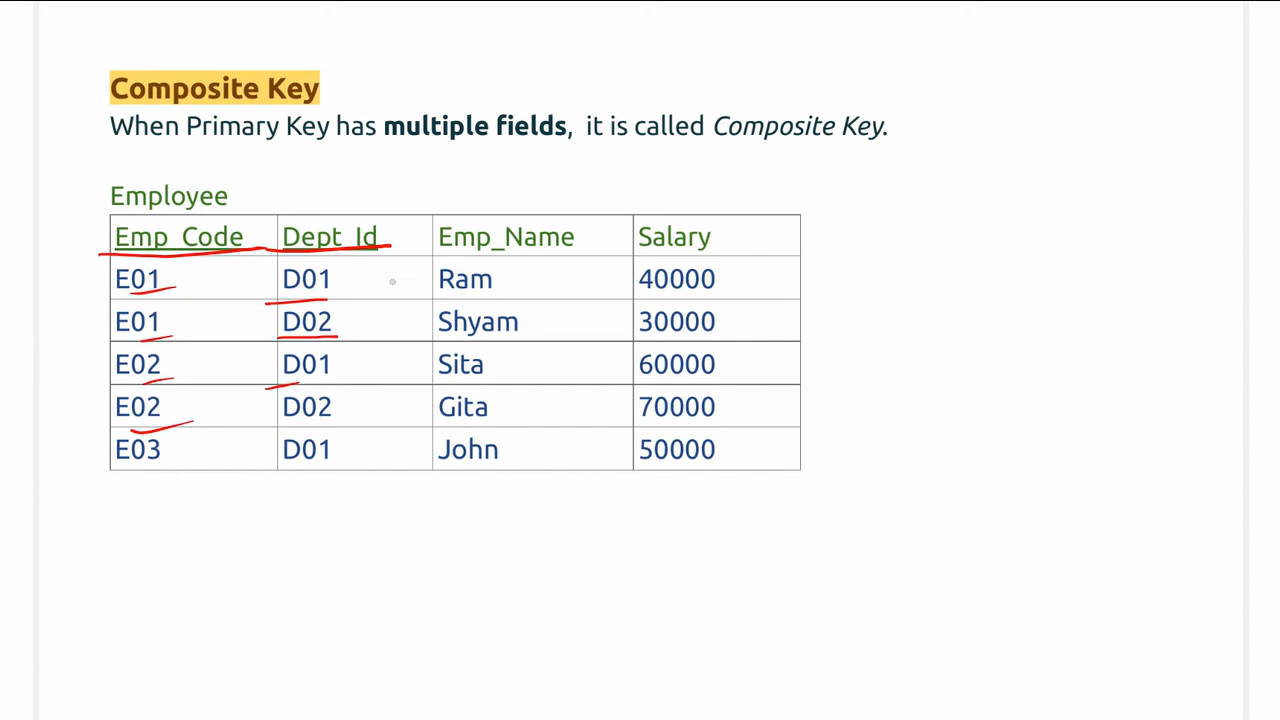 Composite Key
When Primary Key has multiple fields, it is called Composite Key.
Employee
Emp_Code Dept_Id Emp_Name Salary
E01 D01 Ram 40000
E01 D02 Shyam 30000
E02 D01 Sita 60000
E02 D02 Gita 70000
E03 D01 John 50000